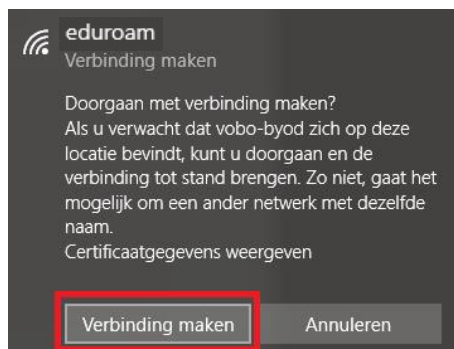 eduroam
Verbinding maken
Doorgaan met verbinding maken?
Als u verwacht dat vobo-byod zich op deze
locatie bevindt, kunt u doorgaan en de
verbinding tot stand brengen. Zo niet, gaat het
mogelijk om een ander netwerk met dezelfde
naam.
Certificaatgegevens weergeven
Verbinding maken Annuleren